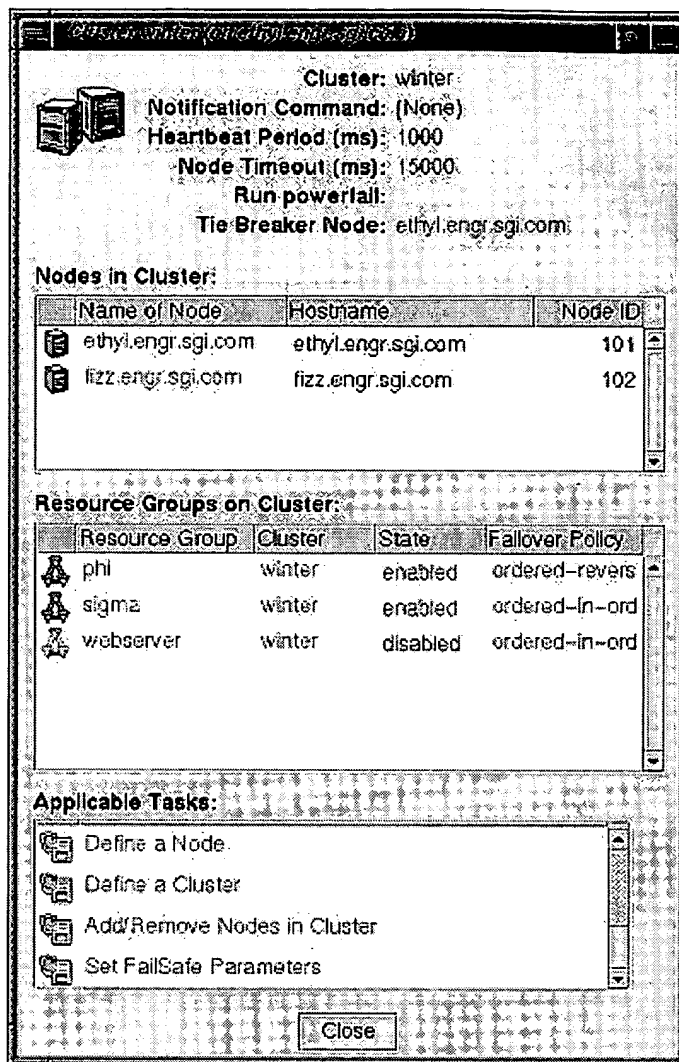 Cluster: winter
Notification Command: (None)
Heartbeat Period (ms): 1000
Node Timeout (ms): 15000
Run powerfail:
Tie Breaker Node: ethyl.engr.sgi.com
Nodes in Cluster:
Name of Node Hostname Node ID
ethyl.engr.sgi.com ethyl.engr.sgi.com 101
fizz.engr.sgi.com fizz.engr.sgi.com 102
Resource Groups on Cluster:
Resource Group Cluster State Failover Policy
phi winter enabled ordered-revers
sigma winter enabled ordered-in-ord
webserver winter disabled ordered-in-ord
Applicable Tasks:
Define a Node
Define a Cluster
Add/Remove Nodes in Cluster
Set FailSafe Parameters
Close